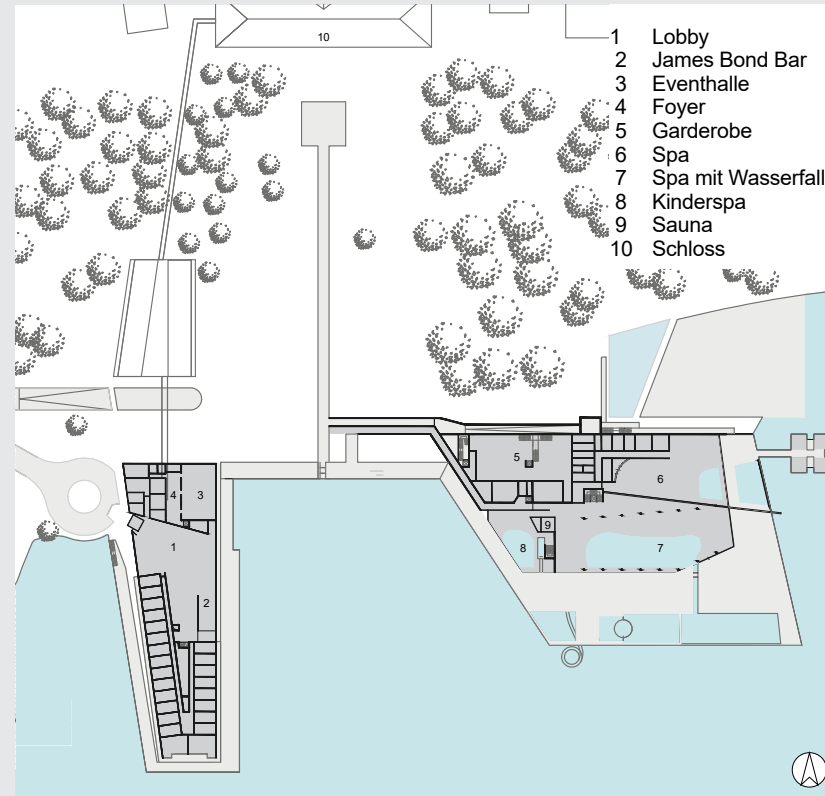 10
1 Lobby
2 James Bond Bar
3 Eventhalle
4 Foyer
5 Garderobe
6 Spa
7 Spa mit Wasserfall
8 Kinderspa
9 Sauna
10 Schloss
5
6
4 3
9
1
8 7
2